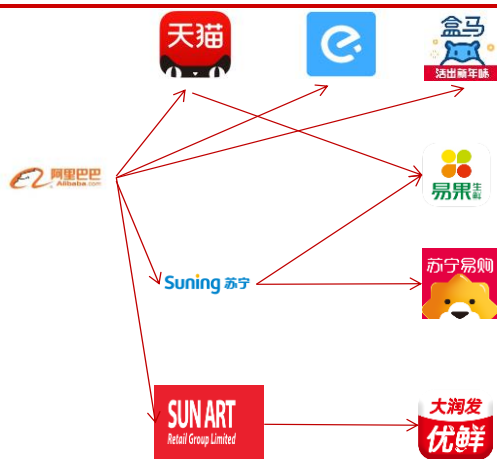 天猫
盒马
活出新年味
阿里巴巴
Alibaba.com
易果生鲜
Suning 苏宁
苏宁易购
SUN ART
Retail Group Limited
大润发
优鲜